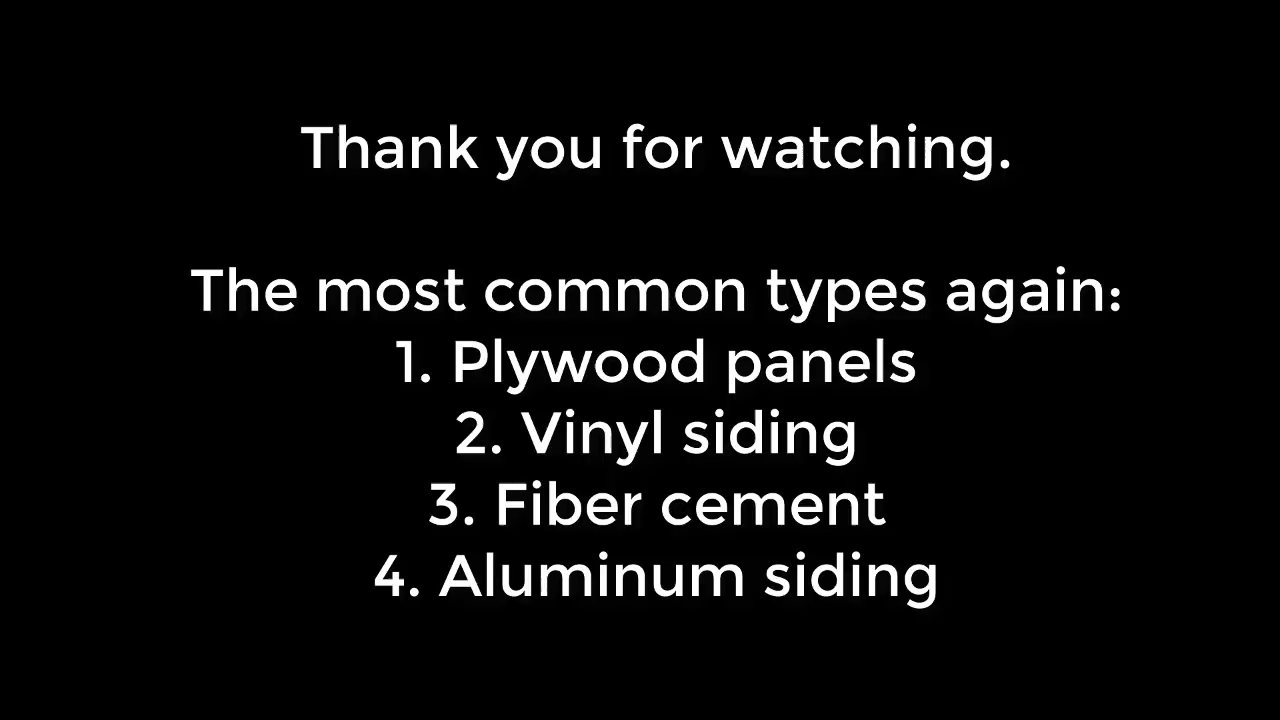 Thank you for watching.
The most common types again:
1. Plywood panels
2. Vinyl siding
3. Fiber cement
4. Aluminum siding